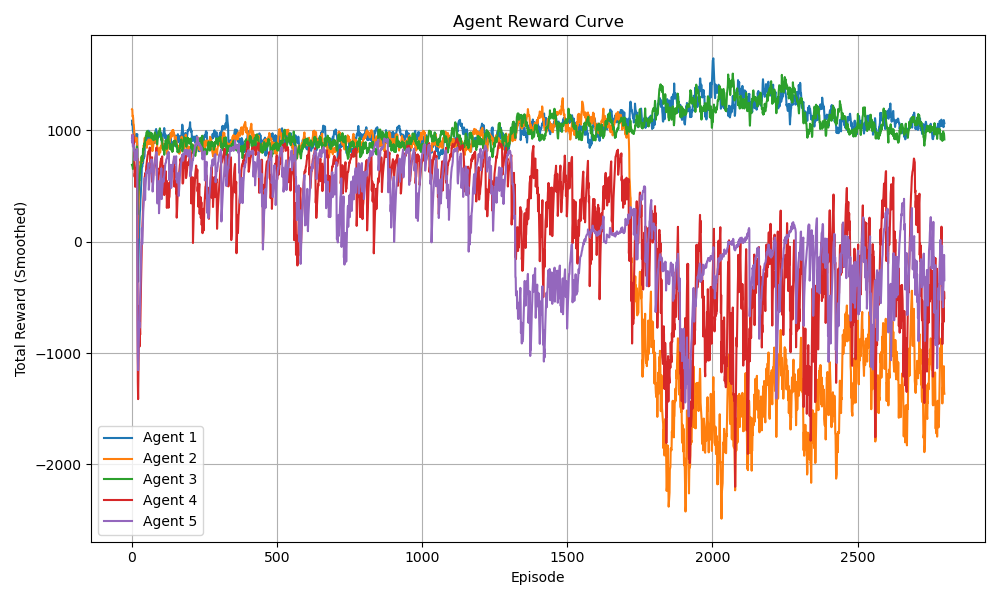 Agent Reward Curve
Total Reward (Smoothed)
1000
0
−1000
−2000
Agent 1
Agent 2
Agent 3
Agent 4
Agent 5
0 500 1000 1500 2000 2500
Episode